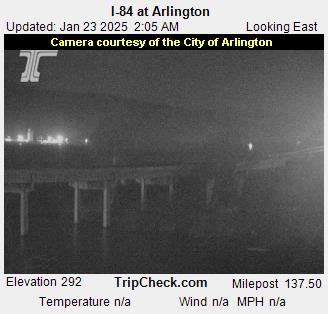 I-84 at Arlington
Updated: Jan 23 2025 2:05 AM Looking East
Camera courtesy of the City of Arlington
Elevation 292 TripCheck.com Milepost 137.50
Temperature n/a Wind n/a MPH n/a